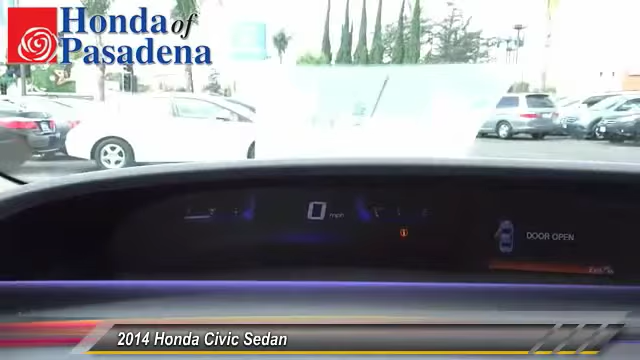 Honda of
Pasadena
0 mph
DOOR OPEN
2014 Honda Civic Sedan